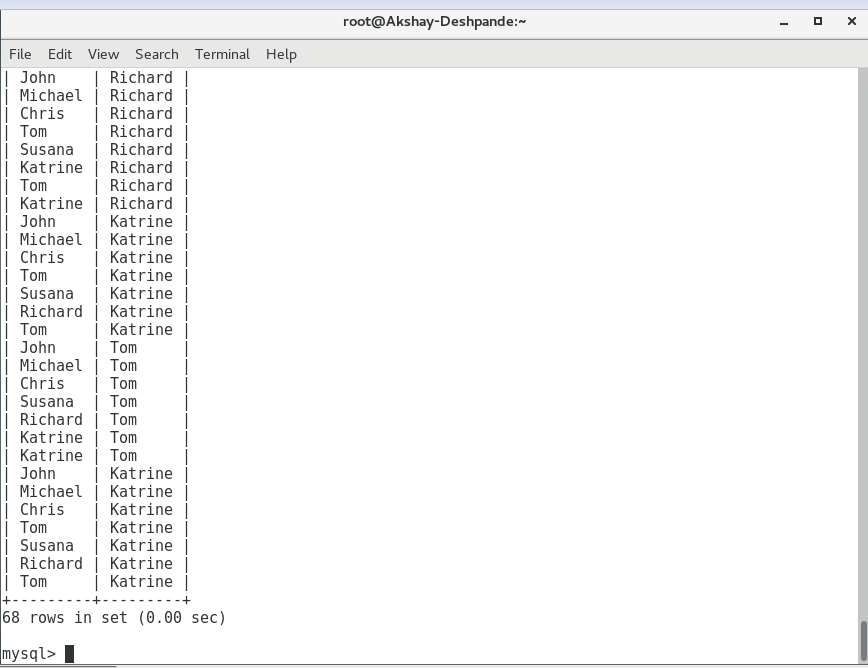 root@Akshay-Deshpande:~
File Edit View Search Terminal Help
| John    | Richard |
| Michael | Richard |
| Chris   | Richard |
| Tom     | Richard |
| Susana  | Richard |
| Katrine | Richard |
| Tom     | Richard |
| Katrine | Richard |
| John    | Katrine |
| Michael | Katrine |
| Chris   | Katrine |
| Tom     | Katrine |
| Susana  | Katrine |
| Richard | Katrine |
| Tom     | Katrine |
| John    | Tom     |
| Michael | Tom     |
| Chris   | Tom     |
| Susana  | Tom     |
| Richard | Tom     |
| Katrine | Tom     |
| Katrine | Tom     |
| John    | Katrine |
| Michael | Katrine |
| Chris   | Katrine |
| Tom     | Katrine |
| Susana  | Katrine |
| Richard | Katrine |
| Tom     | Katrine |
+---------+---------+
68 rows in set (0.00 sec)
mysql>